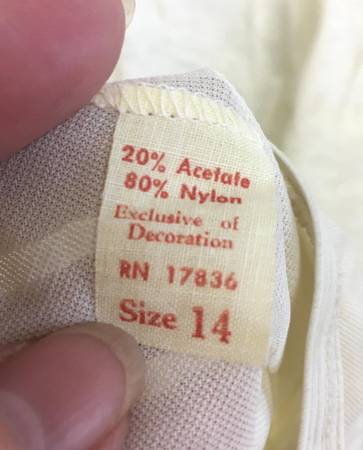 20% Acetate
80% Nylon
Exclusive of
Decoration
RN 17836
Size 14